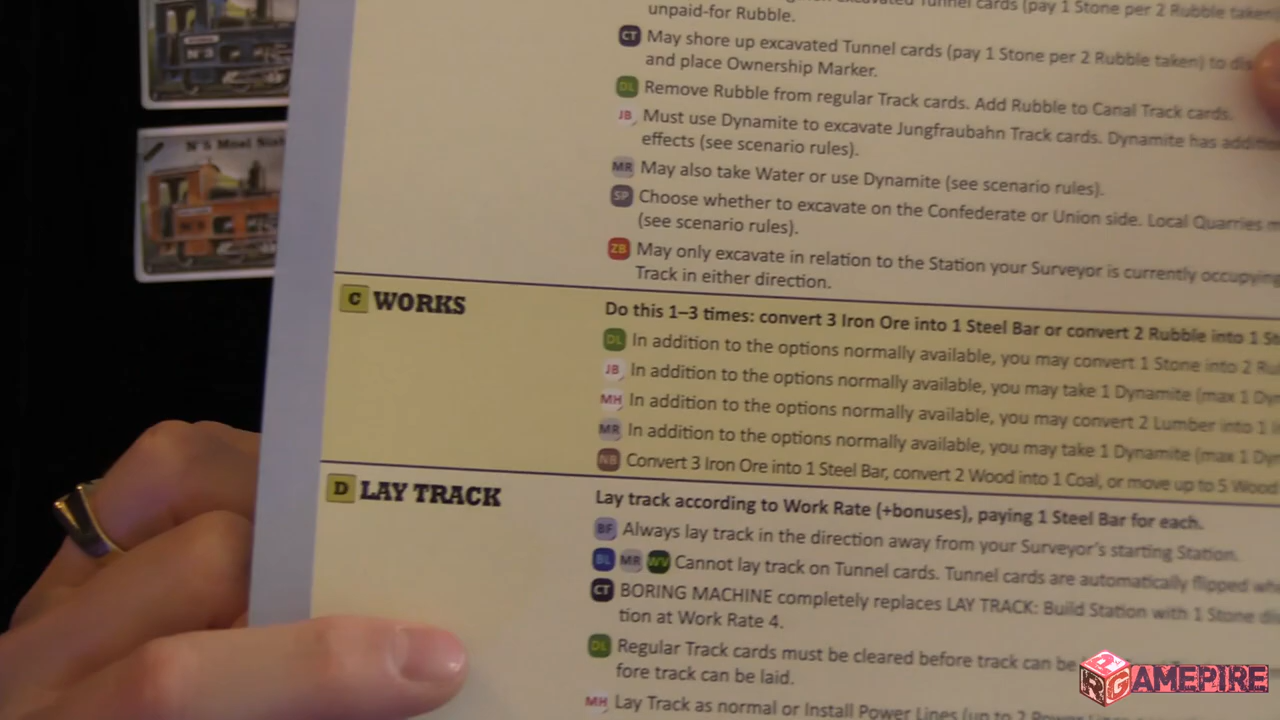 Tunnel cards (pay 1 Stone per 2 Rubble taken
unpaid-for Rubble.
CT May shore up excavated Tunnel cards (pay 1 Stone per 2 Rubble taken) to
and place Ownership Marker.
DL Remove Rubble from regular Track cards. Add Rubble to Canal Track cards.
JB Must use Dynamite to excavate Jungfraubahn Track cards. Dynamite has
effects (see scenario rules).
MR May also take Water or use Dynamite (see scenario rules).
SP Choose whether to excavate on the Confederate or Union side. Local Quarries
(see scenario rules).
ZB May only excavate in relation to the Station your Surveyor is currently occupying
Track in either direction.
C WORKS
Do this 1–3 times: convert 3 Iron Ore into 1 Steel Bar or convert 2 Rubble into 1
DL In addition to the options normally available, you may convert 1 Stone into 2
JB In addition to the options normally available, you may take 1 Dynamite (max 1
MH In addition to the options normally available, you may convert 2 Lumber into 1
MR In addition to the options normally available, you may take 1 Dynamite (max 1
NB Convert 3 Iron Ore into 1 Steel Bar, convert 2 Wood into 1 Coal, or move up to 5 Wood
D LAY TRACK
Lay track according to Work Rate (+bonuses), paying 1 Steel Bar for each.
BF Always lay track in the direction away from your Surveyor's starting Station.
BL MR WV Cannot lay track on Tunnel cards. Tunnel cards are automatically flipped
CT BORING MACHINE completely replaces LAY TRACK: Build Station with 1 Stone
tion at Work Rate 4.
DL Regular Track cards must be cleared before track can be
fore track can be laid.
MH Lay Track as normal or Install Power Lines (up to 2
N°5
RG GAMEPIRE